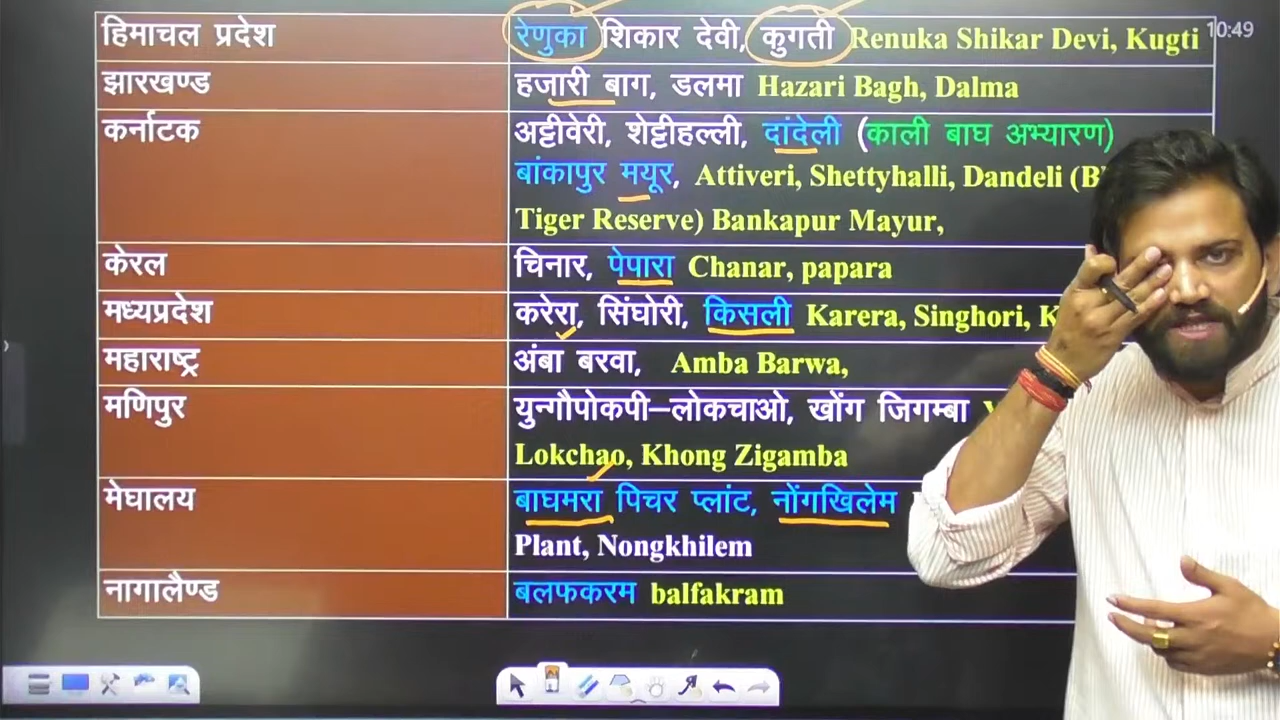 हिमाचल प्रदेश
रेणुका शिकार देवी, कुगती Renuka Shikar Devi, Kugti
10:49
झारखण्ड
हजारी बाग, डलमा Hazari Bagh, Dalma
कर्नाटक
अट्टीवेरी, शेट्टीहल्ली, दांदेली (काली बाघ अभ्यारण)
बांकापुर मयूर, Attiveri, Shettyhalli, Dandeli
Tiger Reserve) Bankapur Mayur,
केरल
चिनार, पेपारा Chanar, papara
मध्यप्रदेश
करेरा, सिंघोरी, किसली Karera, Singhori,
महाराष्ट्र
अंबा बरवा, Amba Barwa,
मणिपुर
युन्गौपोकपी–लोकचाओ, खोंग जिगम्बा
Lokchao, Khong Zigamba
मेघालय
बाघमरा पिचर प्लांट, नोंगखिलेम
Plant, Nongkhilem
नागालैण्ड
बलफकरम balfakram